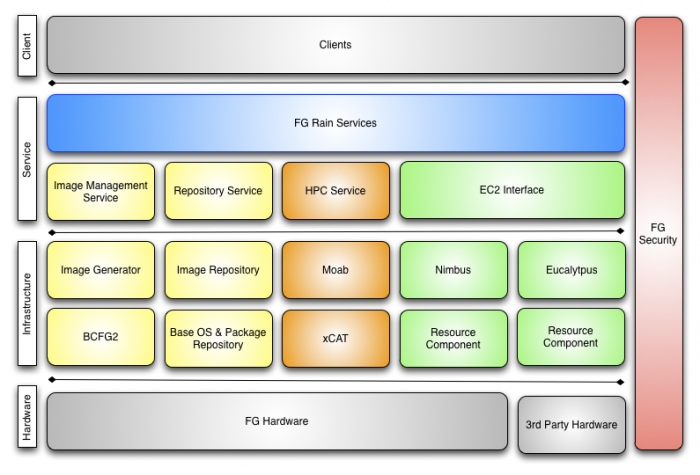 Client
Clients
Service
FG Rain Services
Image Management
Service
Repository Service
HPC Service
EC2 Interface
FG
Security
Infrastructure
Image Generator
Image Repository
Moab
Nimbus
Eucalytpus
BCFG2
Base OS & Package
Repository
xCAT
Resource
Component
Resource
Component
Hardware
FG Hardware
3rd Party Hardware